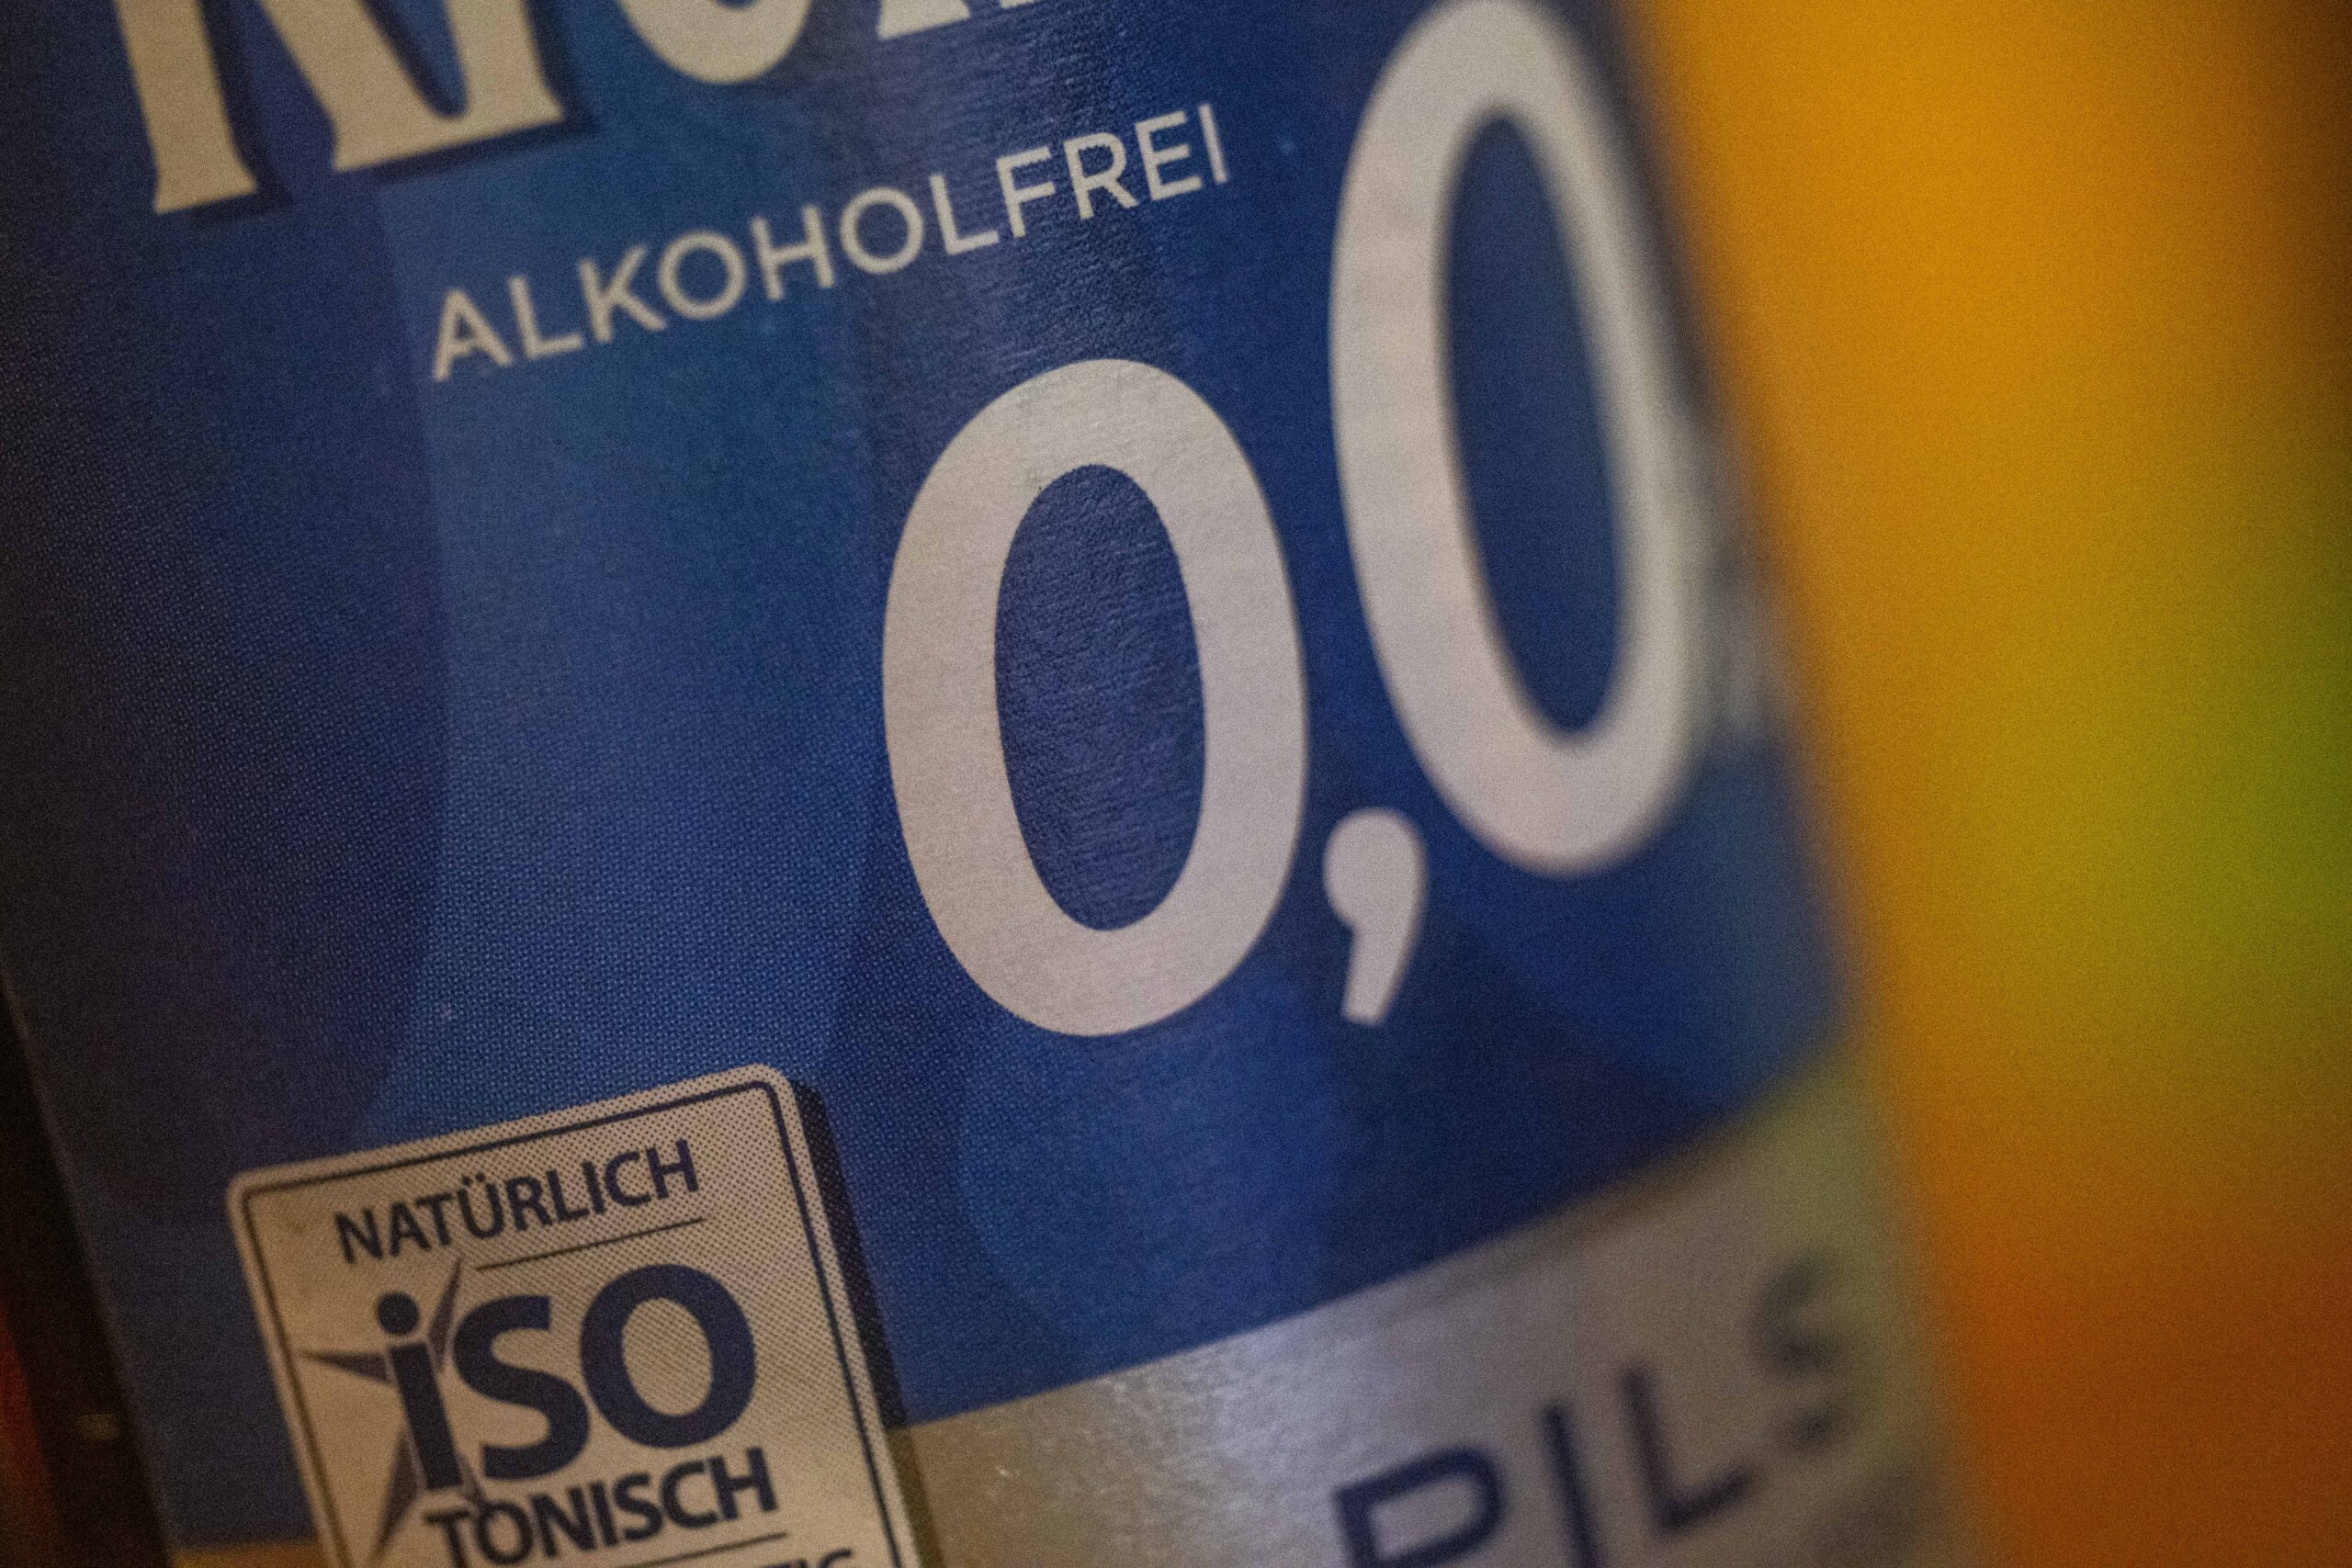 ALKOHOLFREI
0,0
NATÜRLICH
iSO
TONISCH
PILS